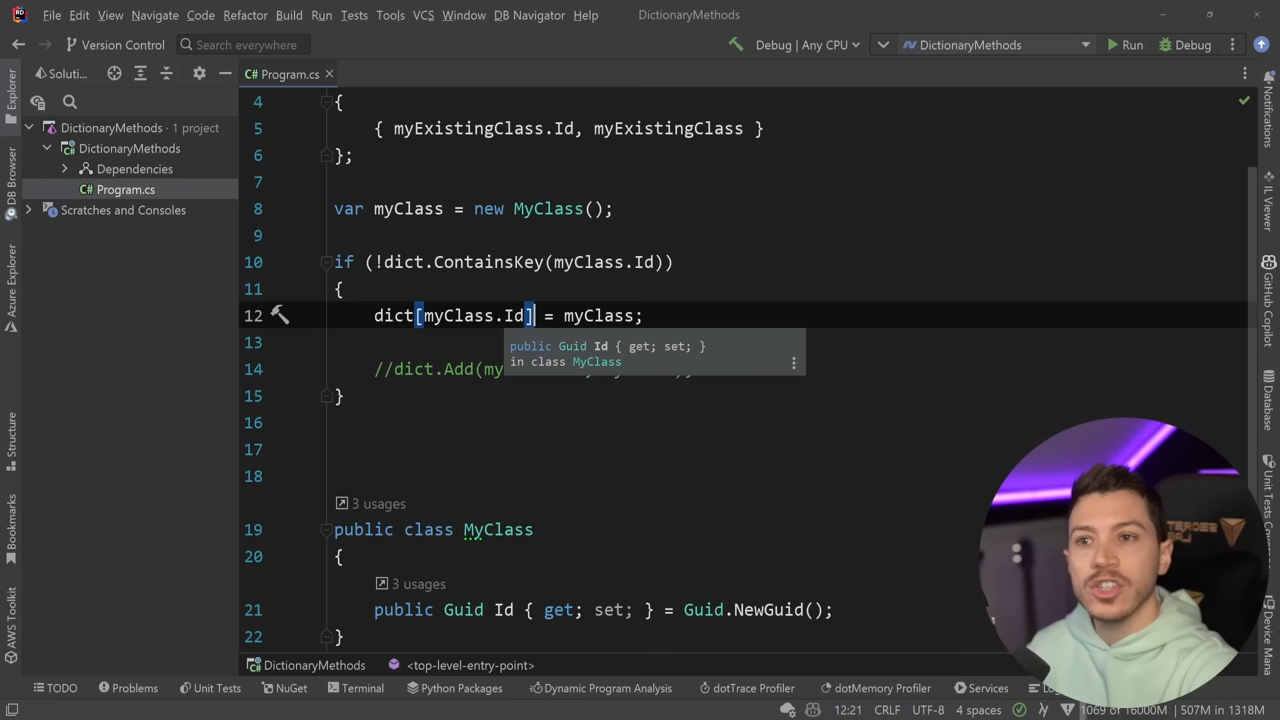 File Edit View Navigate Code Refactor Build Run Tests Tools VCS Window DB Navigator Help DictionaryMethods
Version Control Search everywhere Debug | Any CPU DictionaryMethods Run Debug
Soluti... C# Program.cs
DictionaryMethods · 1 project
DictionaryMethods
Dependencies
C# Program.cs
Scratches and Consoles
Explorer
DB Browser
Azure Explorer
Structure
Bookmarks
AWS Toolkit
4 {
5 { myExistingClass.Id, myExistingClass }
6 };
7
8 var myClass = new MyClass();
9
10 if (!dict.ContainsKey(myClass.Id))
11 {
12 dict[myClass.Id] = myClass;
public Guid Id { get; set; }
in class MyClass
13
14 //dict.Add(my
15 }
16
17
18
3 usages
19 public class MyClass
20 {
3 usages
21 public Guid Id { get; set; } = Guid.NewGuid();
22 }
Notifications
IL Viewer
GitHub Copilot
Database
Unit Tests Coverage
DictionaryMethods <top-level-entry-point>
TODO Problems Unit Tests NuGet Terminal Python Packages Dynamic Program Analysis dotTrace Profiler dotMemory Profiler Services
12:21 CRLF UTF-8 4 spaces 1069 of 16000M 507M in 1318M